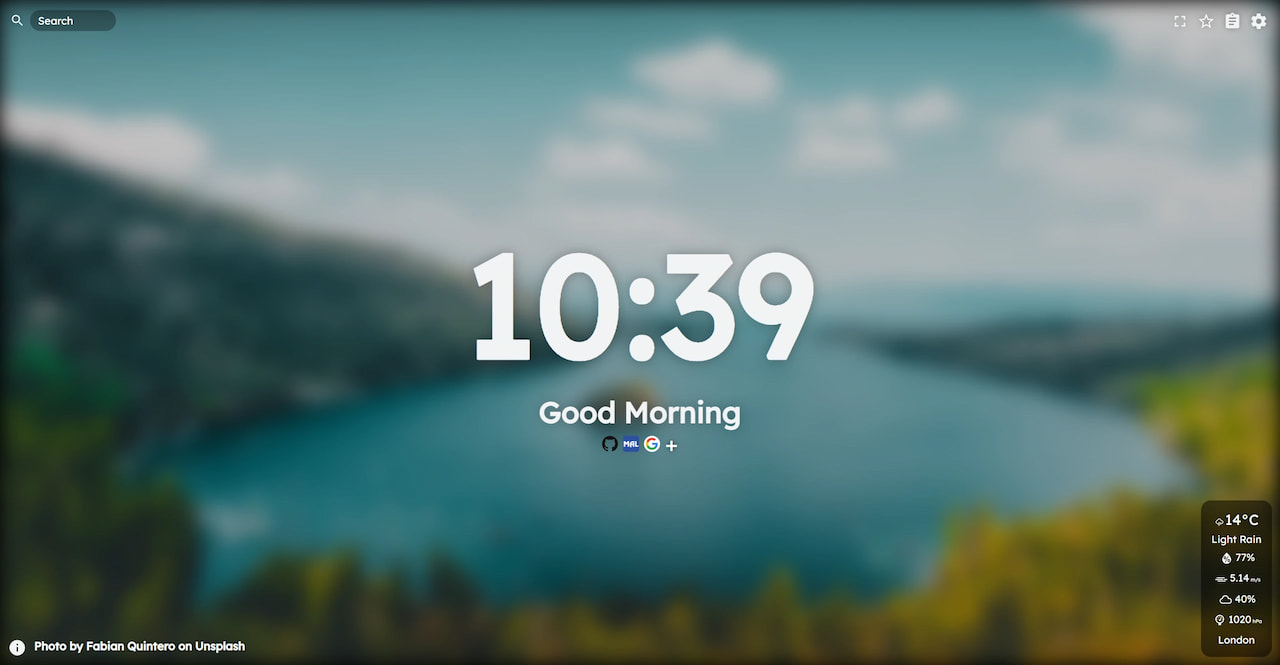 Search
10:39
Good Morning
MAL
G
14°C
Light Rain
77%
5.14 m/s
40%
1020 hPa
London
i Photo by Fabian Quintero on Unsplash